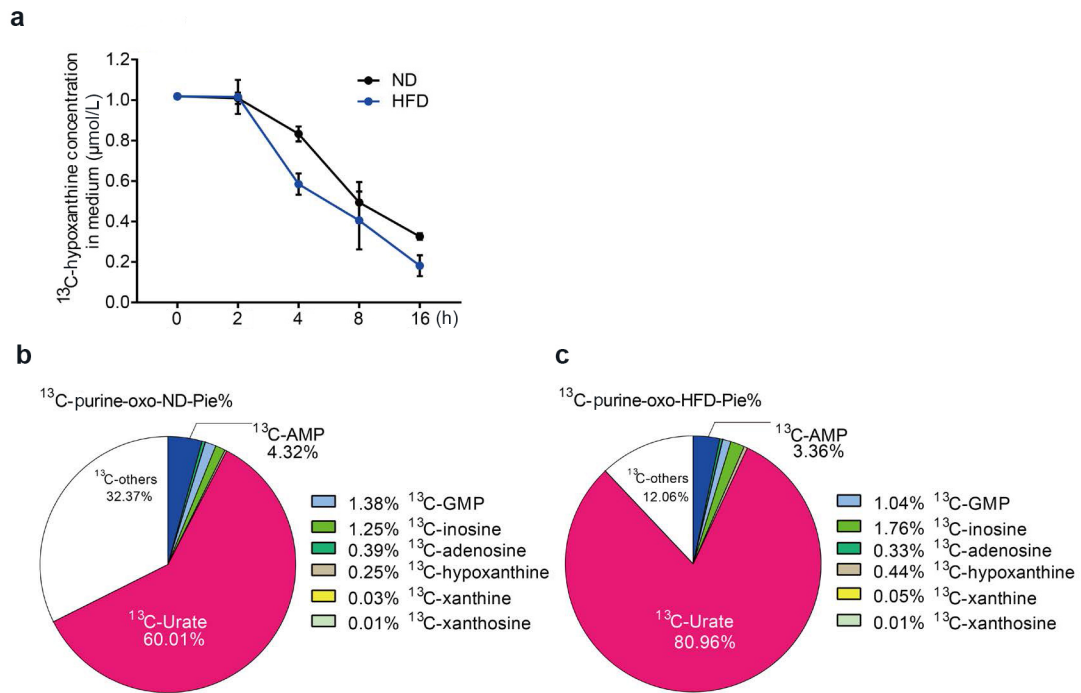 a
1.2
1.0
0.8
0.6
0.4
0.2
0.0
¹³C-hypoxanthine concentration
in medium (μmol/L)
ND
HFD
0 2 4 8 16 (h)
b
¹³C-purine-oxo-ND-Pie%
¹³C-AMP
4.32%
¹³C-others
32.37%
¹³C-Urate
60.01%
1.38% ¹³C-GMP
1.25% ¹³C-inosine
0.39% ¹³C-adenosine
0.25% ¹³C-hypoxanthine
0.03% ¹³C-xanthine
0.01% ¹³C-xanthosine
c
¹³C-purine-oxo-HFD-Pie%
¹³C-AMP
3.36%
¹³C-others
12.06%
¹³C-Urate
80.96%
1.04% ¹³C-GMP
1.76% ¹³C-inosine
0.33% ¹³C-adenosine
0.44% ¹³C-hypoxanthine
0.05% ¹³C-xanthine
0.01% ¹³C-xanthosine